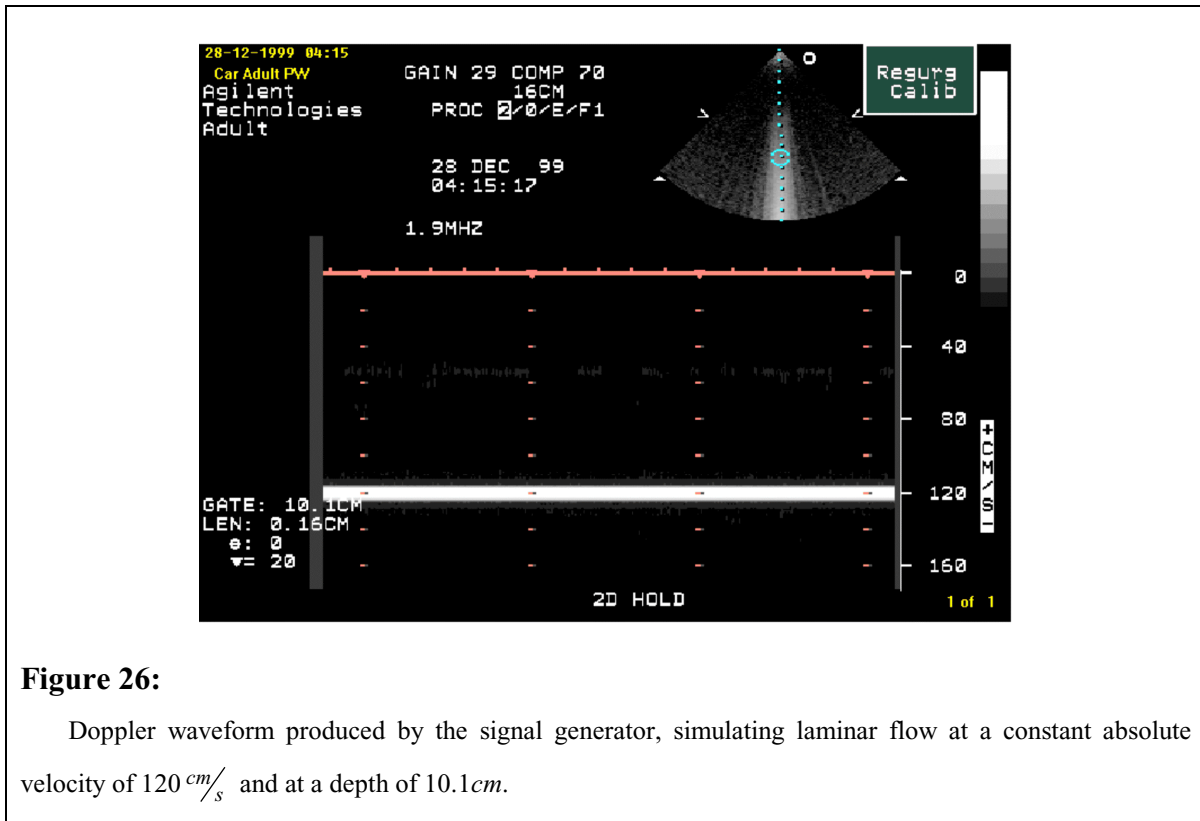 28-12-1999 04:15
Car Adult PW
Agilent
Technologies
Adult
GAIN 29 COMP 70
16CM
PROC 2/0/E/F1
28 DEC 99
04:15:17
1.9MHZ
Regurg
Calib
0
40
80
120
160
+CM/S-
GATE: 10.1CM
LEN: 0.16CM
θ: 0
▼= 20
2D HOLD
1 of 1
Figure 26:
Doppler waveform produced by the signal generator, simulating laminar flow at a constant absolute
velocity of 120 cm/s and at a depth of 10.1cm.